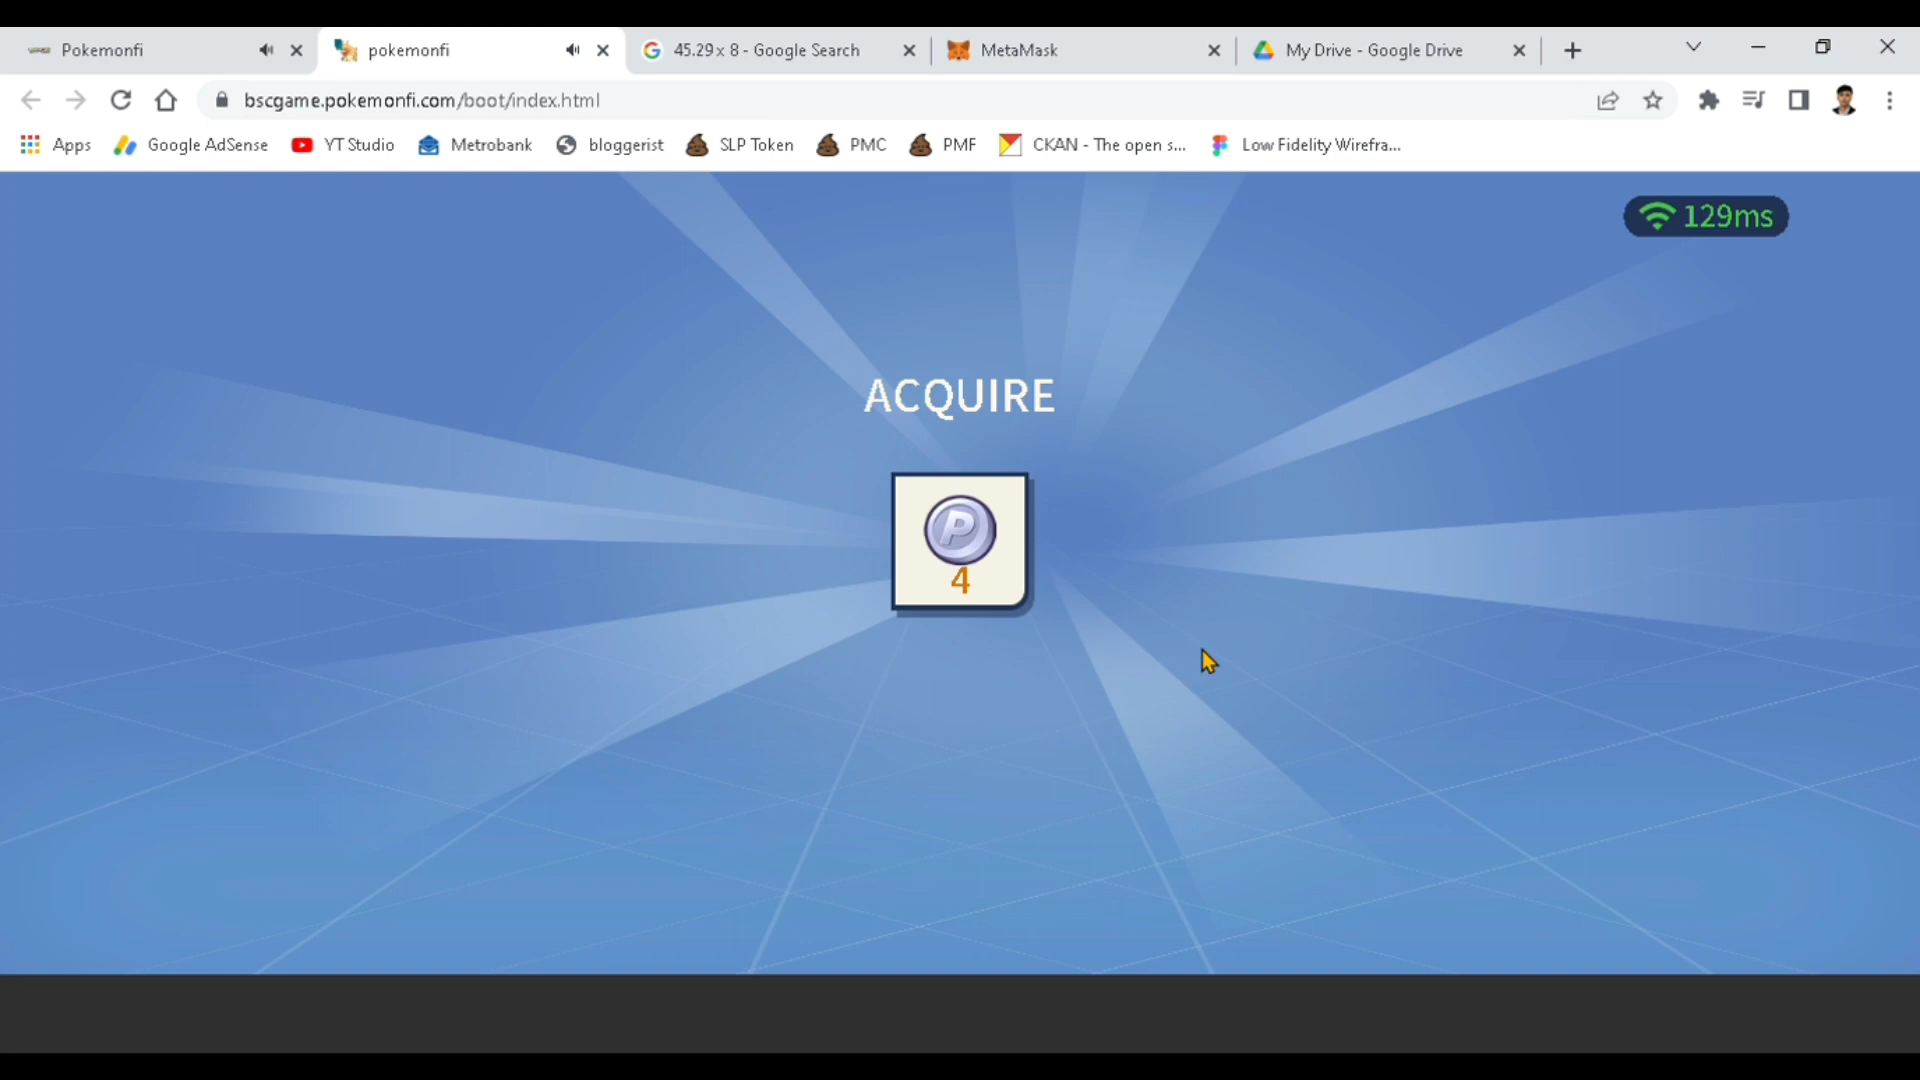 Pokemonfi
pokemonfi
45.29 x 8 - Google Search
MetaMask
My Drive - Google Drive
bscgame.pokemonfi.com/boot/index.html
Apps
Google AdSense
YT Studio
Metrobank
bloggerist
SLP Token
PMC
PMF
CKAN - The open s...
Low Fidelity Wirefra...
129ms
ACQUIRE
P
4